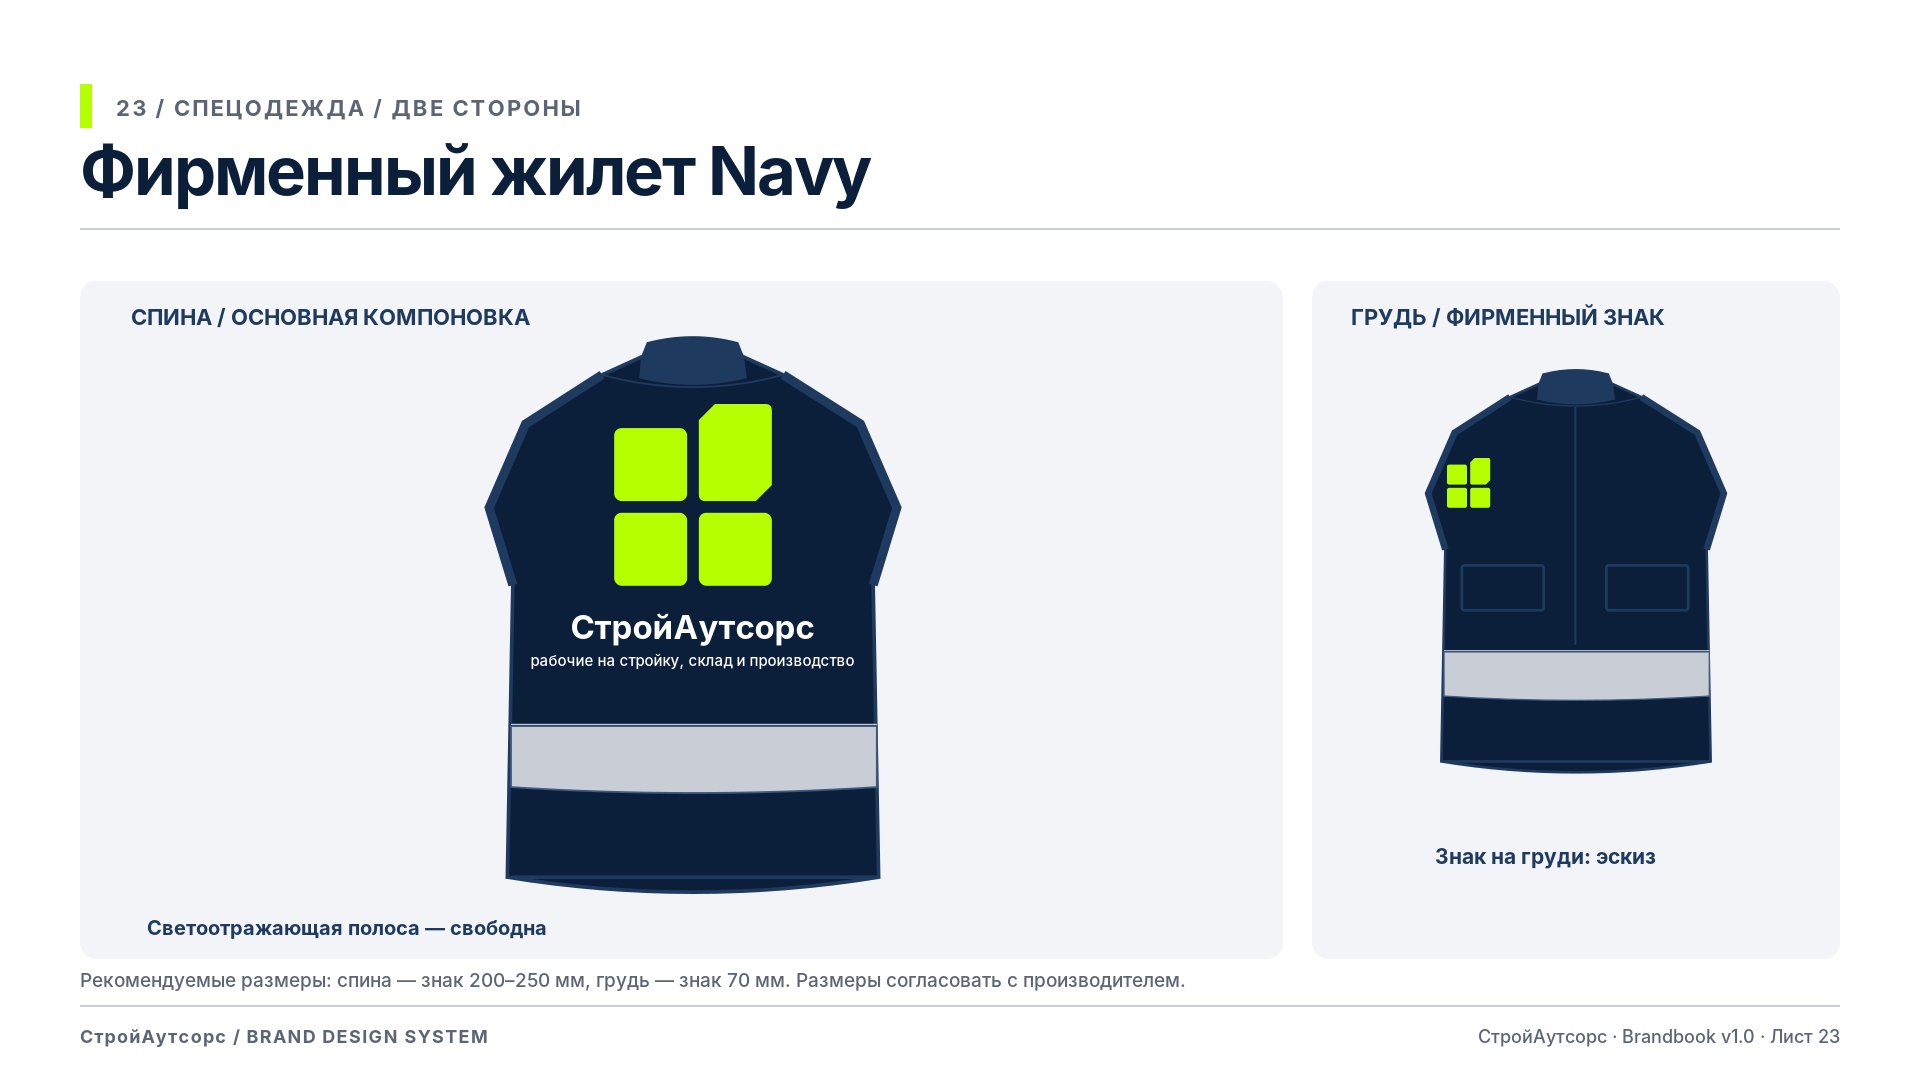 23 / СПЕЦОДЕЖДА / ДВЕ СТОРОНЫ
Фирменный жилет Navy
СПИНА / ОСНОВНАЯ КОМПОНОВКА
СтройАутсорс
рабочие на стройку, склад и производство
Светоотражающая полоса — свободна
ГРУДЬ / ФИРМЕННЫЙ ЗНАК
Знак на груди: эскиз
Рекомендуемые размеры: спина — знак 200–250 мм, грудь — знак 70 мм. Размеры согласовать с производителем.
СтройАутсорс / BRAND DESIGN SYSTEM
СтройАутсорс · Brandbook v1.0 · Лист 23